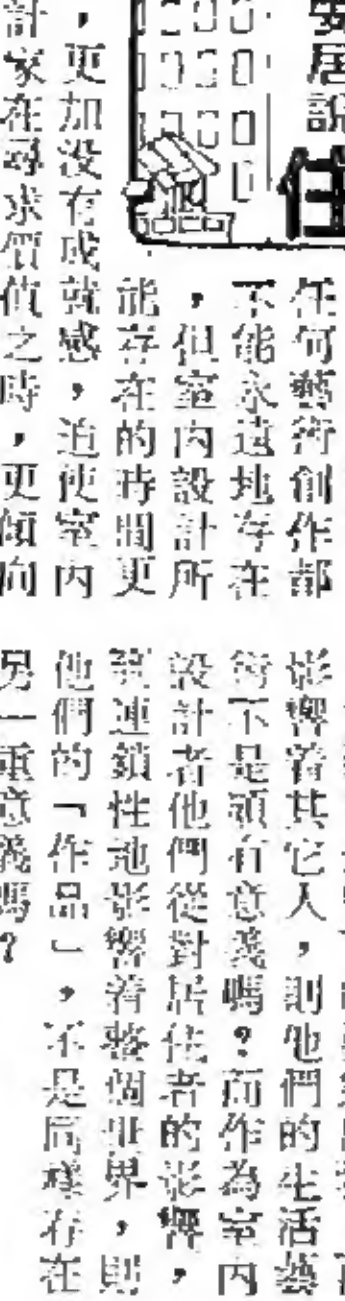 安居說
住
任何藝術創作都
不能永遠地存在
，但室內設計所
能存在的時間更
，更加沒有成就感，迫使室內
計家在尋求價值之時，更傾向
影響着其它人，則他們的生活藝
術不是頭有意義嗎？而作為室內
設計者他們從對居住者的影響，
連鎖性地影響着整個世界，則
他們的「作品」，不是同樣存在
另一重意義嗎？